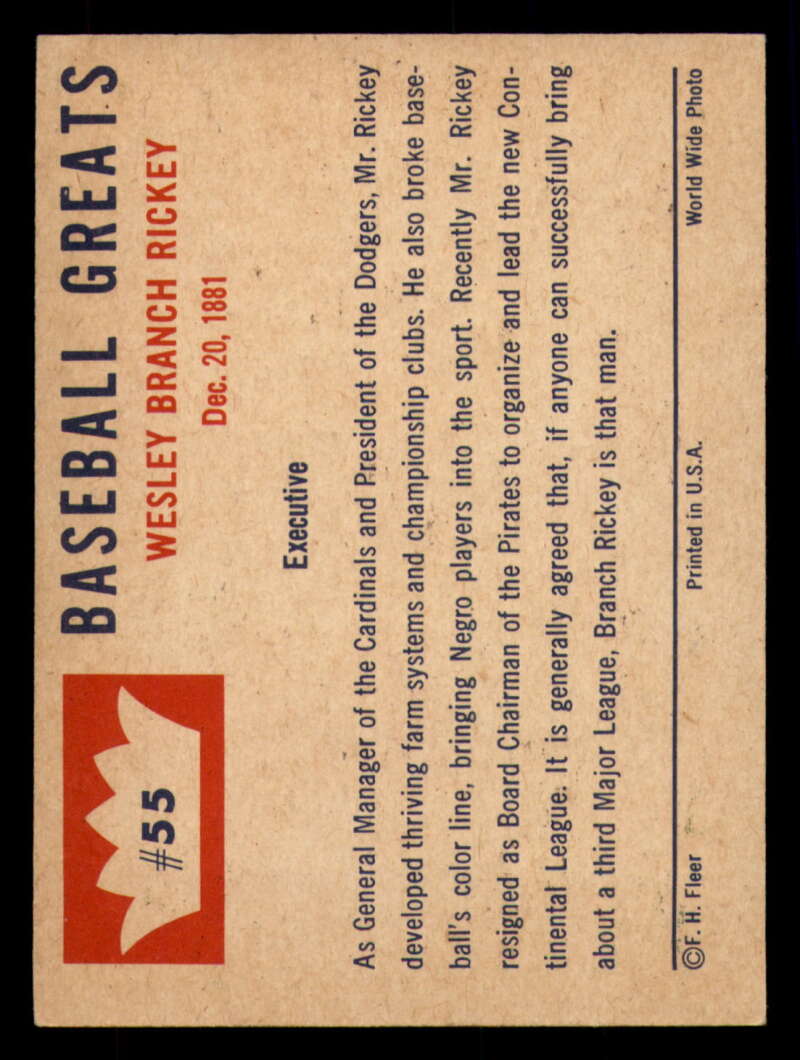 #55
BASEBALL GREATS
WESLEY BRANCH RICKEY
Dec. 20, 1881
Executive
As General Manager of the Cardinals and President of the Dodgers, Mr. Rickey
developed thriving farm systems and championship clubs. He also broke base-
ball's color line, bringing Negro players into the sport. Recently Mr. Rickey
resigned as Board Chairman of the Pirates to organize and lead the new Con-
tinental League. It is generally agreed that, if anyone can successfully bring
about a third Major League, Branch Rickey is that man.
©F. H. Fleer Printed in U.S.A. World Wide Photo